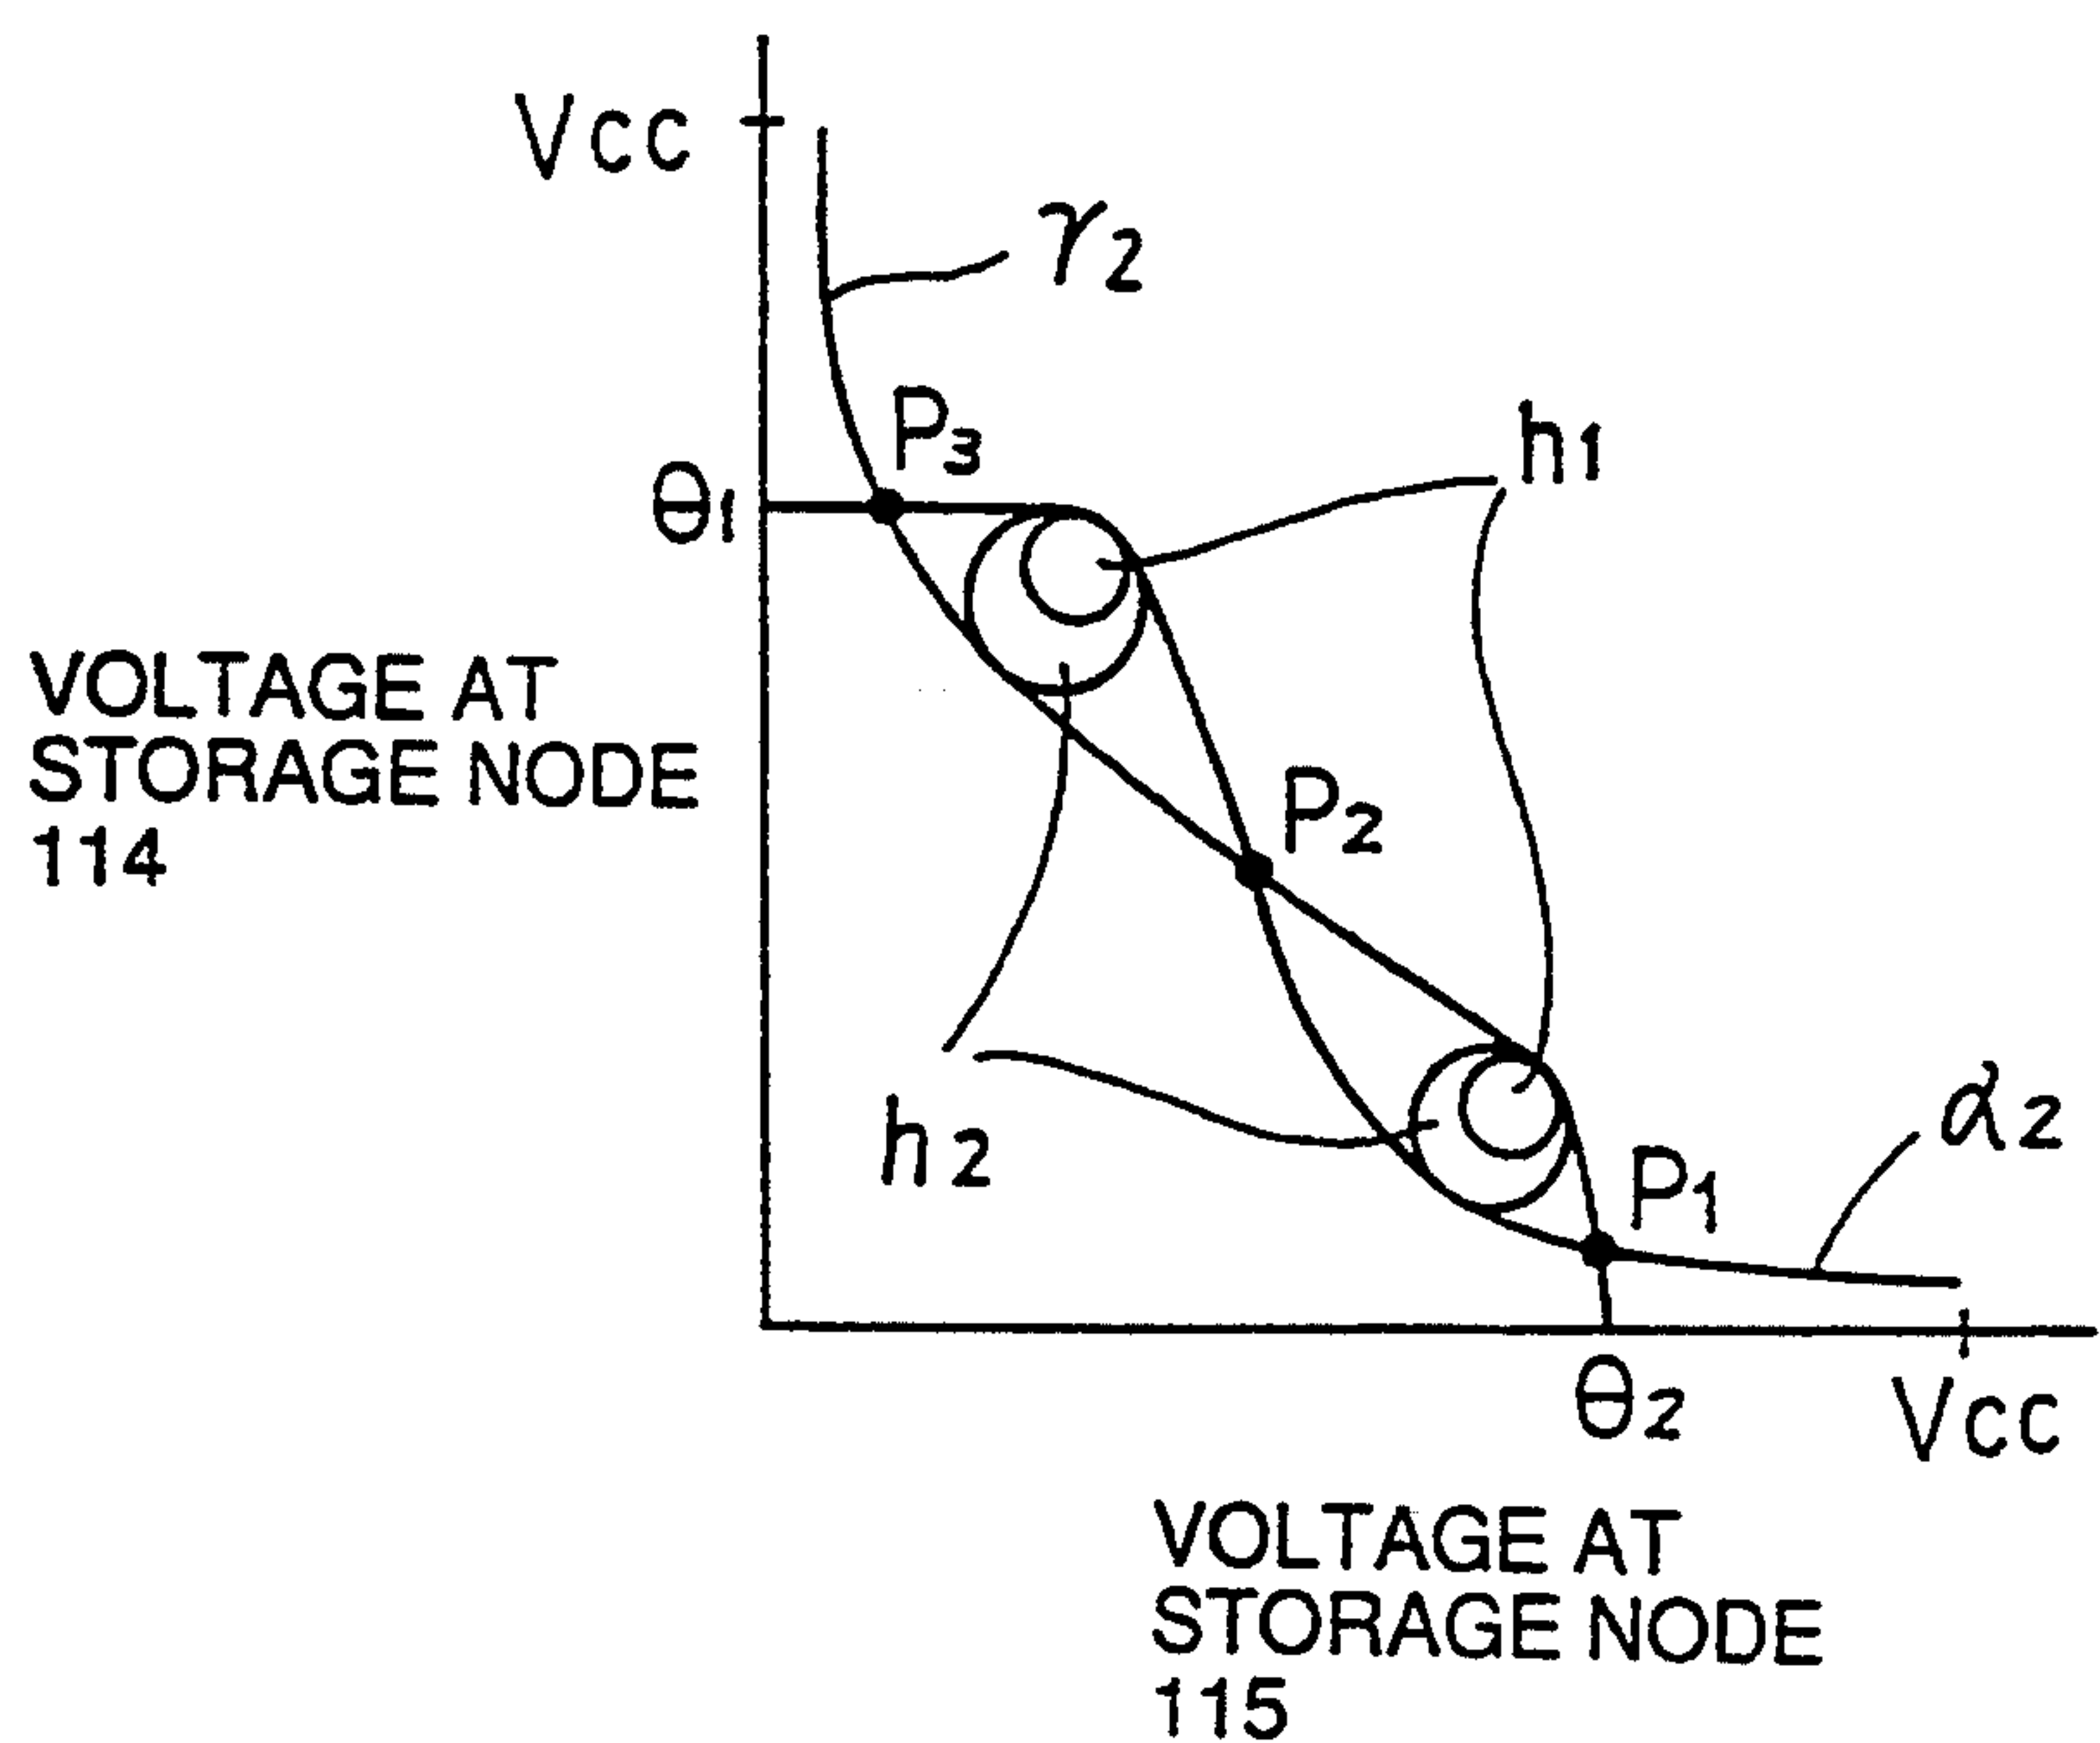 Vcc
γ2
P3
h1
θ1
VOLTAGE AT
STORAGE NODE
114
P2
h2
α2
P1
θ2
Vcc
VOLTAGE AT
STORAGE NODE
115